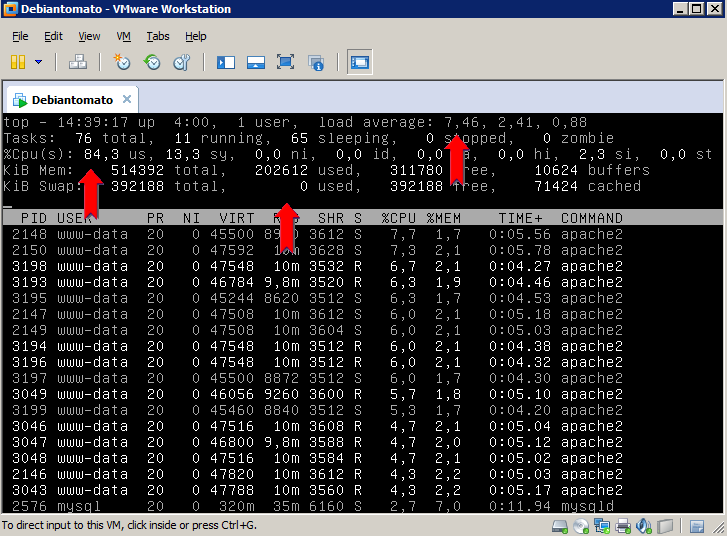 Debiantomato - VMware Workstation
File Edit View VM Tabs Help
Debiantomato
top - 14:39:17 up 4:00, 1 user, load average: 7,46, 2,41, 0,88
Tasks: 76 total, 11 running, 65 sleeping, 0 stopped, 0 zombie
%Cpu(s): 84,3 us, 13,3 sy, 0,0 ni, 0,0 id, 0,0 hi, 2,3 si, 0,0 st
KiB Mem: 514392 total, 202612 used, 311780 free, 10624 buffers
KiB Swap: 392188 total, 0 used, 392188 free, 71424 cached
PID USER PR NI VIRT SHR S %CPU %MEM TIME+ COMMAND
2148 www-data 20 0 45500 3612 S 7,7 1,7 0:05.56 apache2
2150 www-data 20 0 47592 10m 3628 S 7,3 2,1 0:05.78 apache2
3198 www-data 20 0 47548 10m 3532 R 6,7 2,1 0:04.27 apache2
3193 www-data 20 0 46784 9,8m 3520 R 6,3 1,9 0:04.46 apache2
3195 www-data 20 0 45244 8620 3512 S 6,3 1,7 0:04.53 apache2
2147 www-data 20 0 47508 10m 3612 S 6,0 2,1 0:05.18 apache2
2149 www-data 20 0 47508 10m 3604 S 6,0 2,1 0:05.03 apache2
3194 www-data 20 0 47548 10m 3512 R 6,0 2,1 0:04.38 apache2
3196 www-data 20 0 47548 10m 3512 R 6,0 2,1 0:04.32 apache2
3197 www-data 20 0 45500 8872 3512 S 6,0 1,7 0:04.30 apache2
3049 www-data 20 0 46056 9260 3600 R 5,7 1,8 0:05.10 apache2
3199 www-data 20 0 45460 8840 3512 S 5,3 1,7 0:04.20 apache2
3046 www-data 20 0 47516 10m 3608 R 4,7 2,1 0:05.04 apache2
3047 www-data 20 0 46800 9,8m 3588 R 4,7 2,0 0:05.12 apache2
3048 www-data 20 0 47516 10m 3584 R 4,7 2,1 0:05.02 apache2
2146 www-data 20 0 47820 10m 3612 R 4,3 2,2 0:05.03 apache2
3043 www-data 20 0 47788 10m 3560 R 4,3 2,2 0:05.17 apache2
2576 mysql 20 0 320m 35m 6160 S 2,7 7,0 0:11.94 mysqld
To direct input to this VM, click inside or press Ctrl+G.